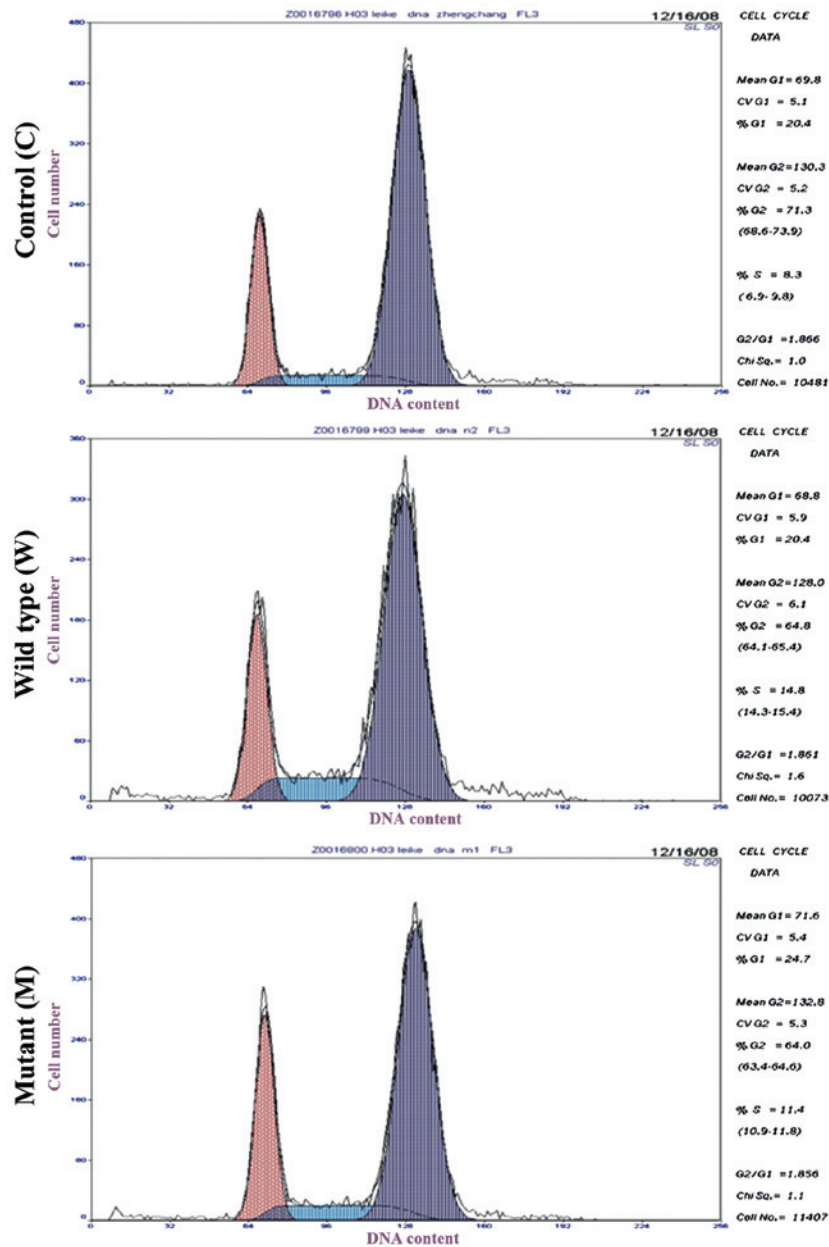 Z0016796 H03 leike dna zhengchang FL3
12/16/08
SL S0
CELL CYCLE
DATA
Mean G1= 69.8
CV G1 = 5.1
% G1 = 20.4
Mean G2= 130.3
CV G2 = 5.2
% G2 = 71.3
(68.6-73.9)
% S = 8.3
(6.9- 9.8)
G2/G1 =1.866
Chi Sq.= 1.0
Cell No.= 10481
Control (C)
Cell number
480
400
320
240
160
80
0
0 32 64 96 128 160 192 224 256
DNA content
Z0016799 H03 leike dna n2 FL3
12/16/08
SL S0
CELL CYCLE
DATA
Mean G1= 68.8
CV G1 = 5.9
% G1 = 20.4
Mean G2= 128.0
CV G2 = 6.1
% G2 = 64.8
(64.1-65.4)
% S = 14.8
(14.3-15.4)
G2/G1 =1.861
Chi Sq.= 1.6
Cell No.= 10073
Wild type (W)
Cell number
360
300
240
180
120
60
0
0 32 64 96 128 160 192 224 256
DNA content
Z0016800 H03 leike dna m1 FL3
12/16/08
SL S0
CELL CYCLE
DATA
Mean G1= 71.6
CV G1 = 5.4
% G1 = 24.7
Mean G2= 132.8
CV G2 = 5.3
% G2 = 64.0
(63.4-64.6)
% S = 11.4
(10.9-11.8)
G2/G1 =1.856
Chi Sq.= 1.1
Cell No.= 11407
Mutant (M)
Cell number
480
400
320
240
160
80
0
0 32 64 96 128 160 192 224 256
DNA content